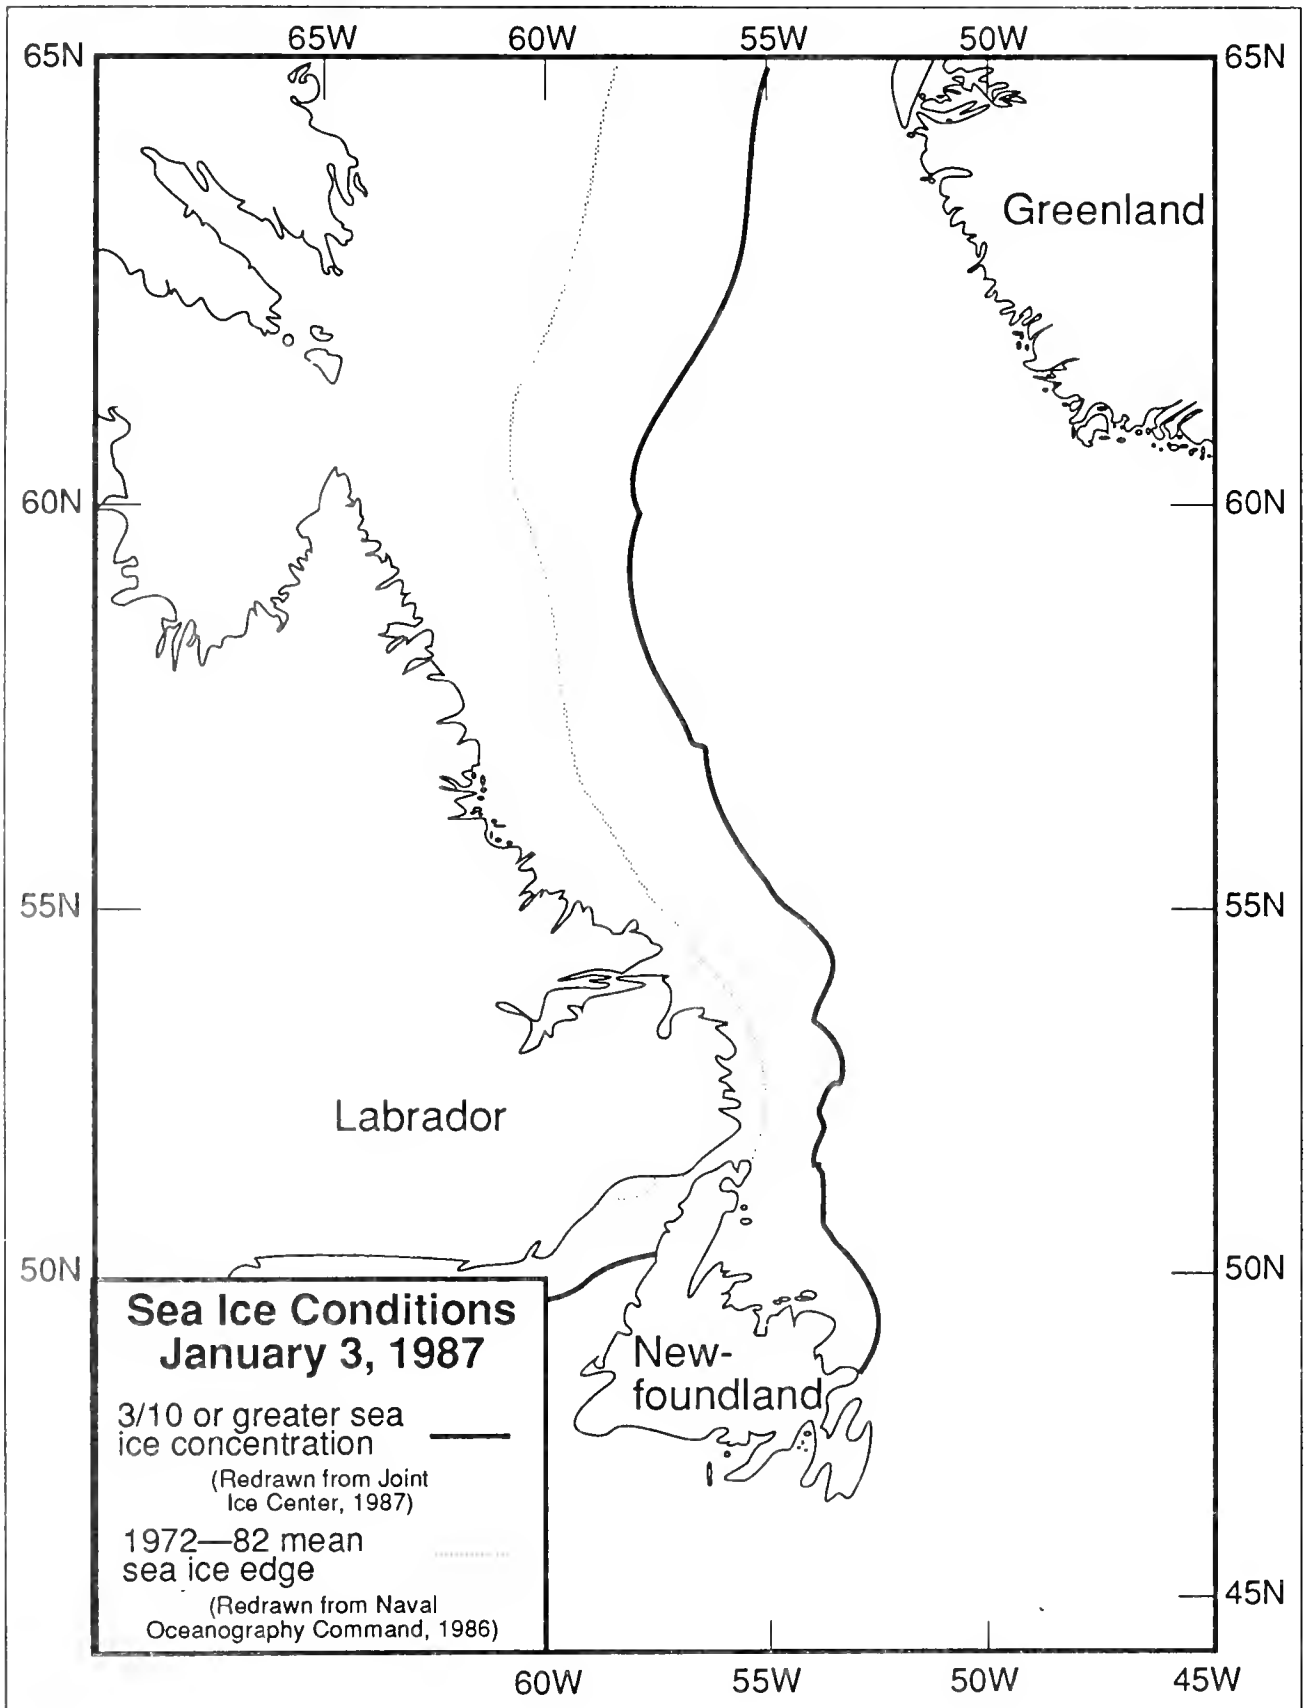 65W 60W 55W 50W
65N 65N
Greenland
60N 60N
55N 55N
Labrador
50N 50N
Sea Ice Conditions
January 3, 1987
New-
foundland
3/10 or greater sea
ice concentration
(Redrawn from Joint
Ice Center, 1987)
1972—82 mean
sea ice edge
(Redrawn from Naval
Oceanography Command, 1986)
45N
60W 55W 50W 45W